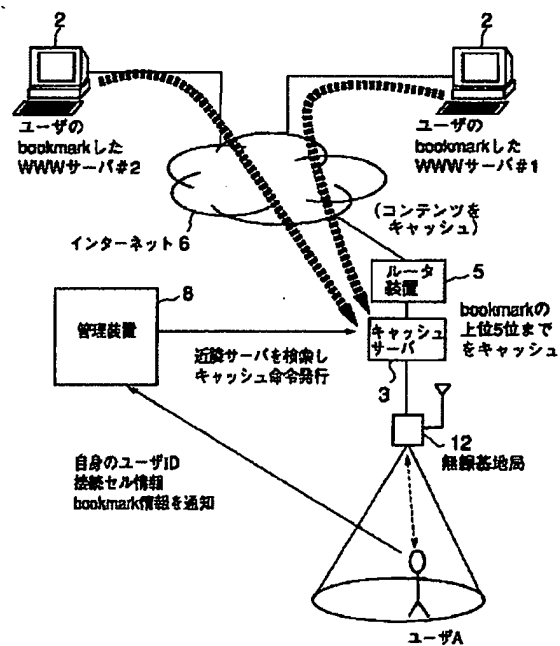 2
2
ユーザの
bookmarkした
WWWサーバ#2
ユーザの
bookmarkした
WWWサーバ#1
(コンテンツを
キャッシュ)
インターネット6
ルータ
装置
5
8
管理装置
キャッシュ
サーバ
3
bookmarkの
上位5位まで
をキャッシュ
近隣サーバを検索し
キャッシュ命令発行
12
無線基地局
自身のユーザID
接続セル情報
bookmark情報を通知
ユーザA